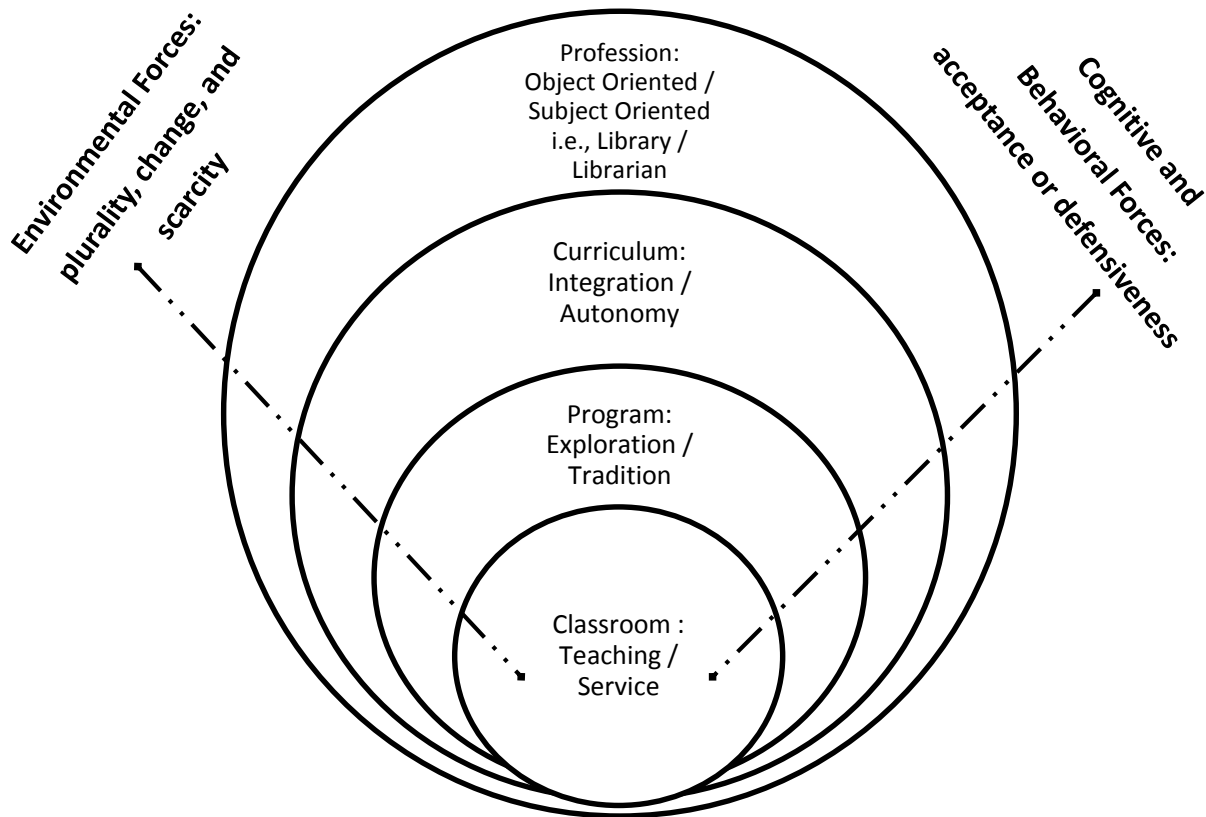 Environmental Forces:
plurality, change, and
scarcity
Profession:
Object Oriented /
Subject Oriented
i.e., Library /
Librarian
Cognitive and
Behavioral Forces:
acceptance or defensiveness
Curriculum:
Integration /
Autonomy
Program:
Exploration /
Tradition
Classroom :
Teaching /
Service